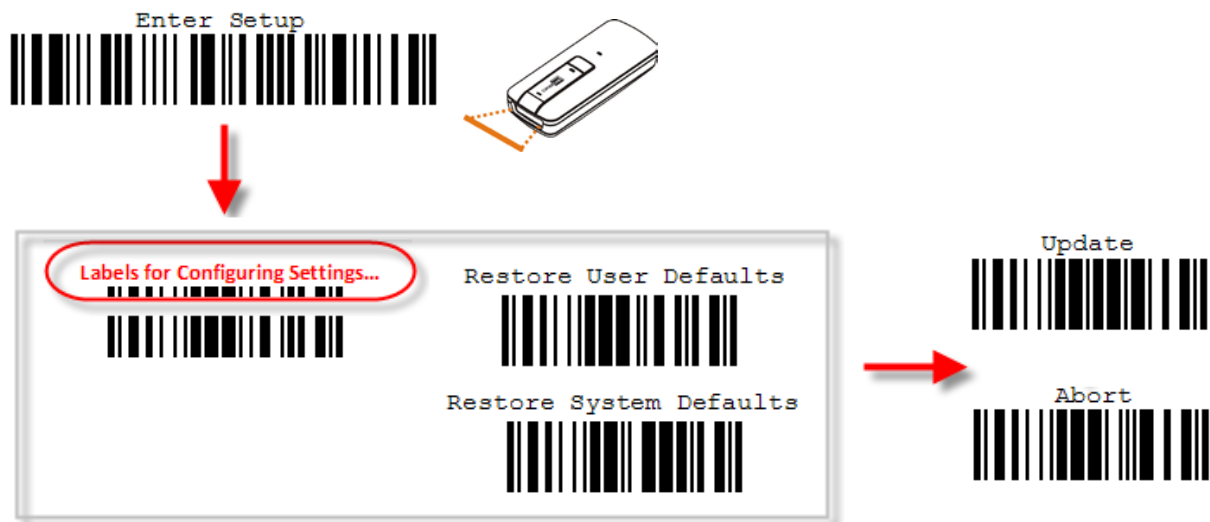 Enter Setup
Labels for Configuring Settings...
Restore User Defaults
Restore System Defaults
Update
Abort